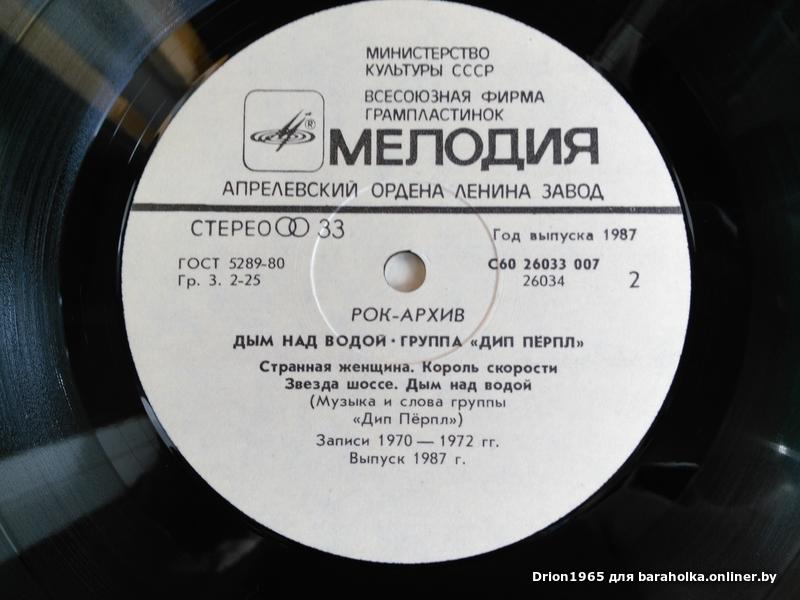 МИНИСТЕРСТВО
КУЛЬТУРЫ СССР
ВСЕСОЮЗНАЯ ФИРМА
ГРАМПЛАСТИНОК
®
МЕЛОДИЯ
АПРЕЛЕВСКИЙ ОРДЕНА ЛЕНИНА ЗАВОД
СТЕРЕО 33
Год выпуска 1987
ГОСТ 5289-80
Гр. 3. 2-25
С60 26033 007
26034
2
РОК-АРХИВ
ДЫМ НАД ВОДОЙ • ГРУППА «ДИП ПЁРПЛ»
Странная женщина. Король скорости
Звезда шоссе. Дым над водой
(Музыка и слова группы
«Дип Пёрпл»)
Записи 1970 — 1972 гг.
Выпуск 1987 г.
Drion1965 для baraholka.onliner.by